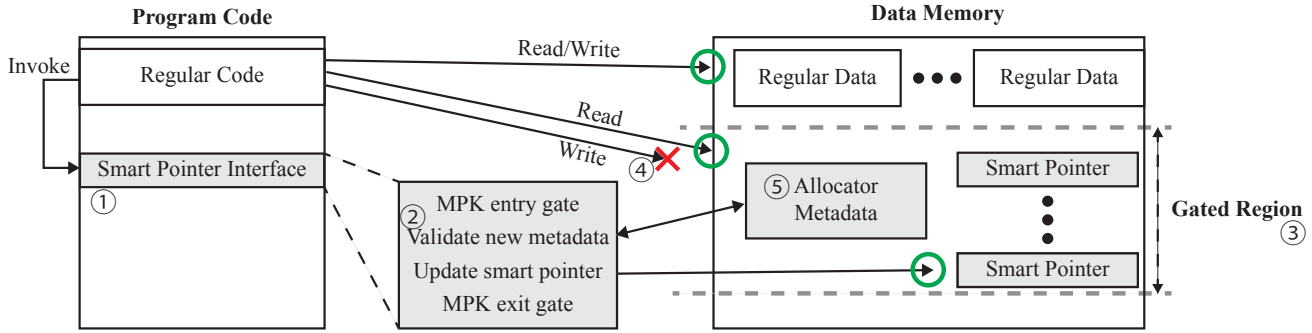 Program Code
Data Memory
Invoke
Regular Code
Read/Write
Regular Data
Regular Data
Read
Write
④
Smart Pointer Interface
①
②
MPK entry gate
Validate new metadata
Update smart pointer
MPK exit gate
⑤ Allocator
Metadata
Smart Pointer
Smart Pointer
Gated Region
③